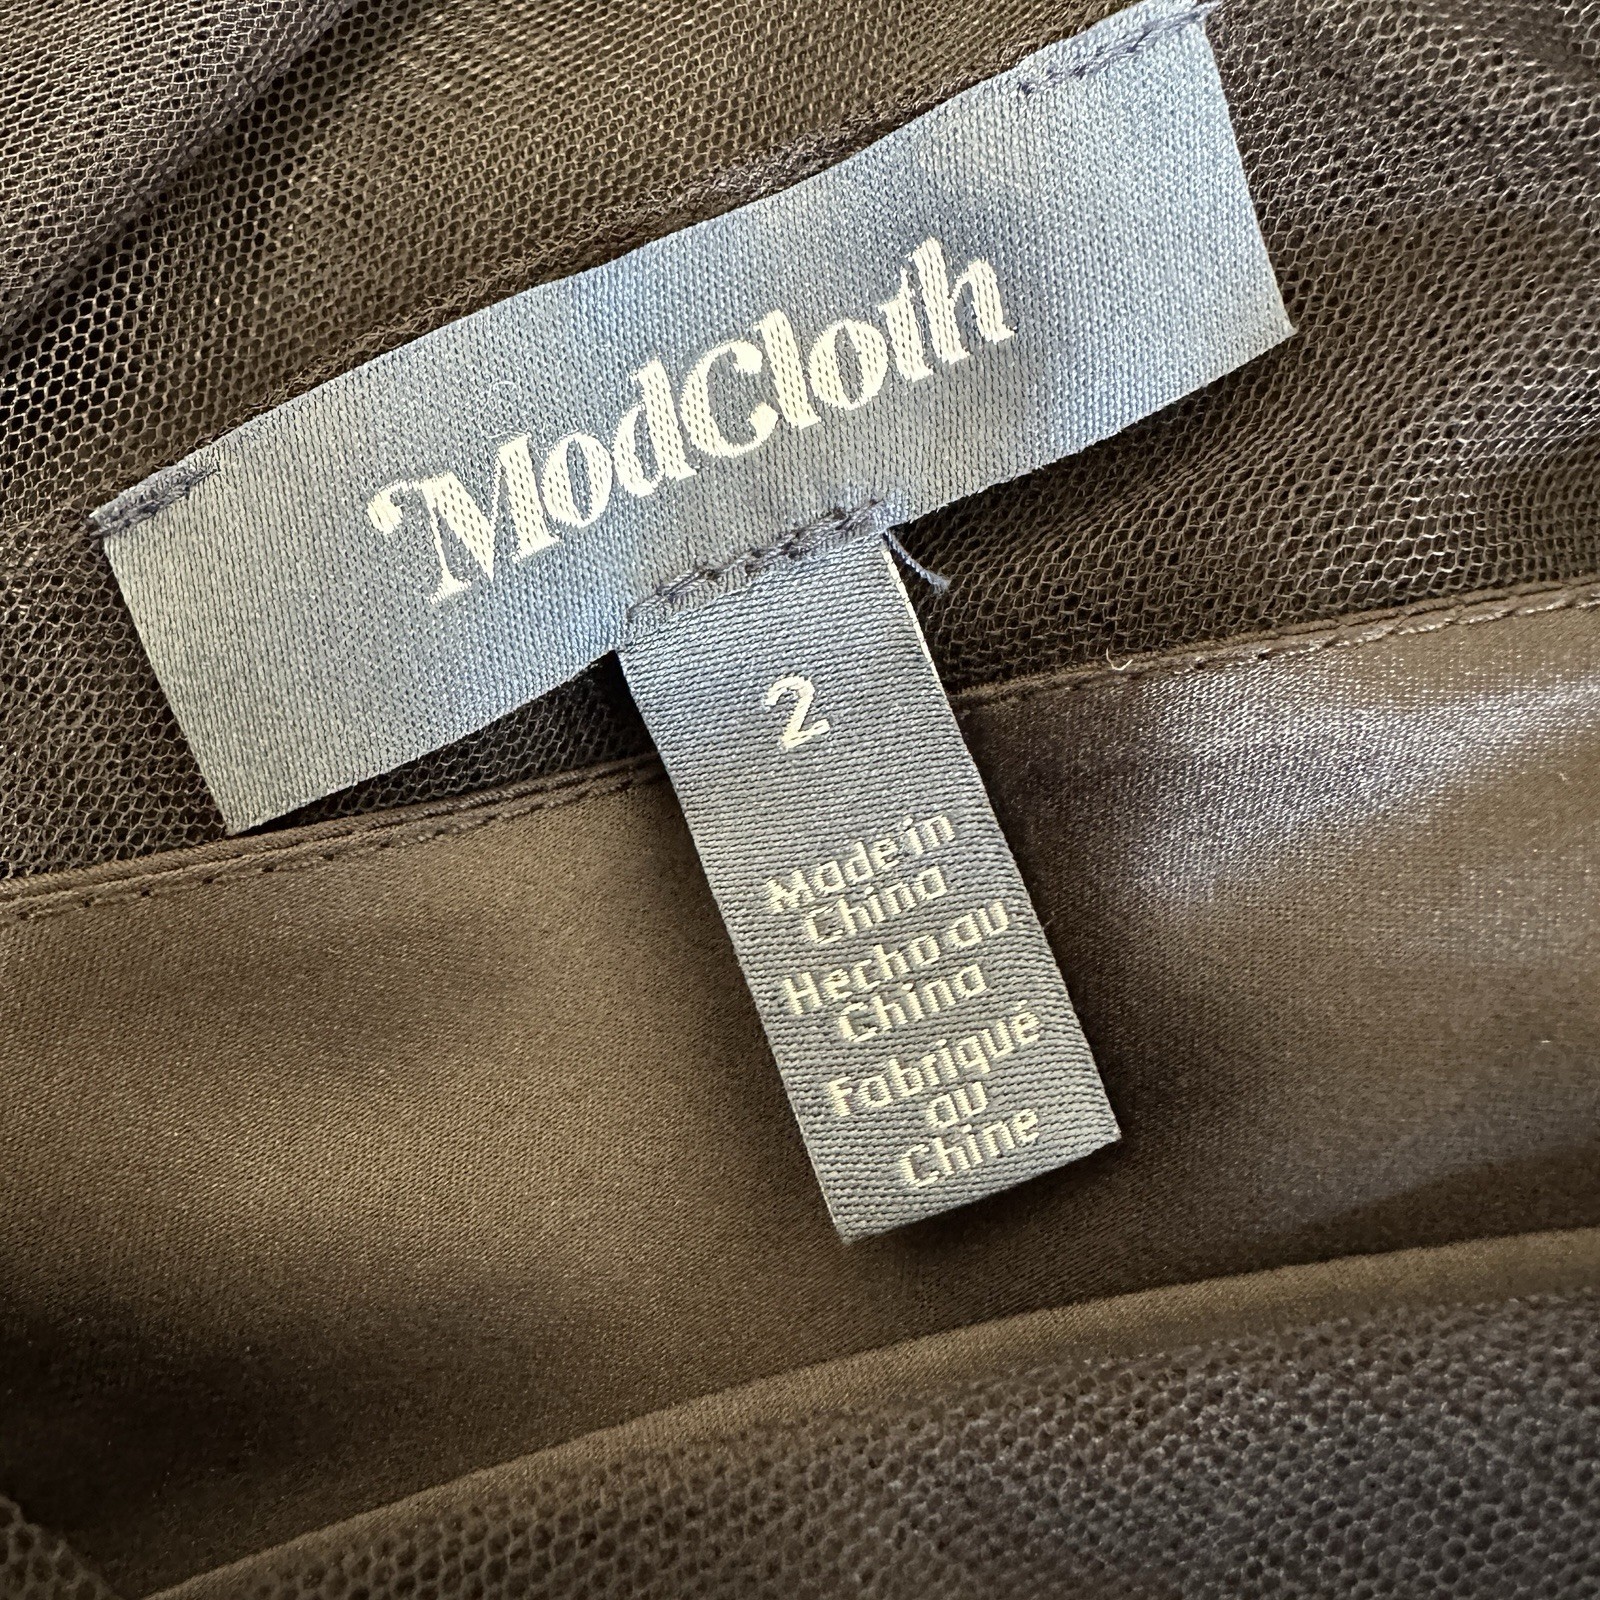 ModCloth
2
Made in
China
Hecho au
China
Fabriqué
au
Chine